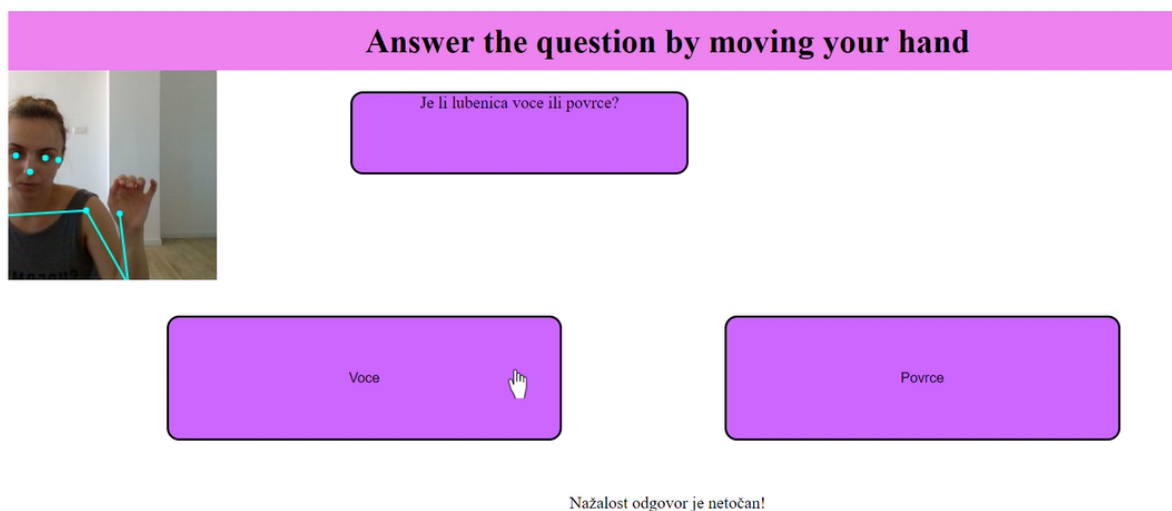 Answer the question by moving your hand
Je li lubenica voce ili povrce?
Voce
Povrce
Nažalost odgovor je netočan!